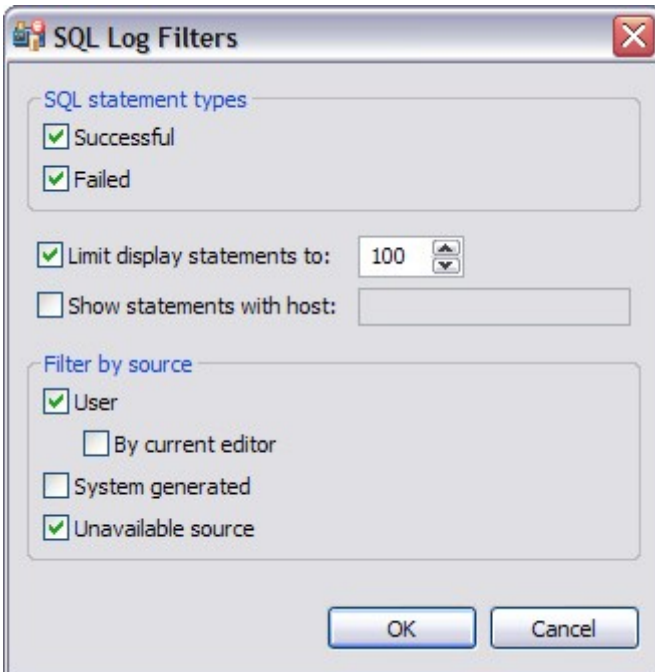 SQL Log Filters
SQL statement types
Successful
Failed
Limit display statements to: 100
Show statements with host:
Filter by source
User
By current editor
System generated
Unavailable source
OK Cancel